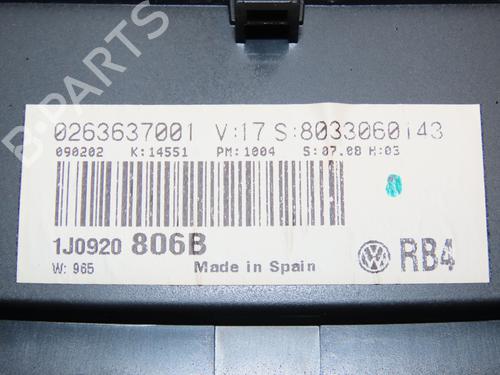 B-PARTS
0263637001 V:17 S:8033060143
090202 K:14551 PM:1004 S:07.08 H:03
1J0920 806B
W: 965 Made in Spain RB4